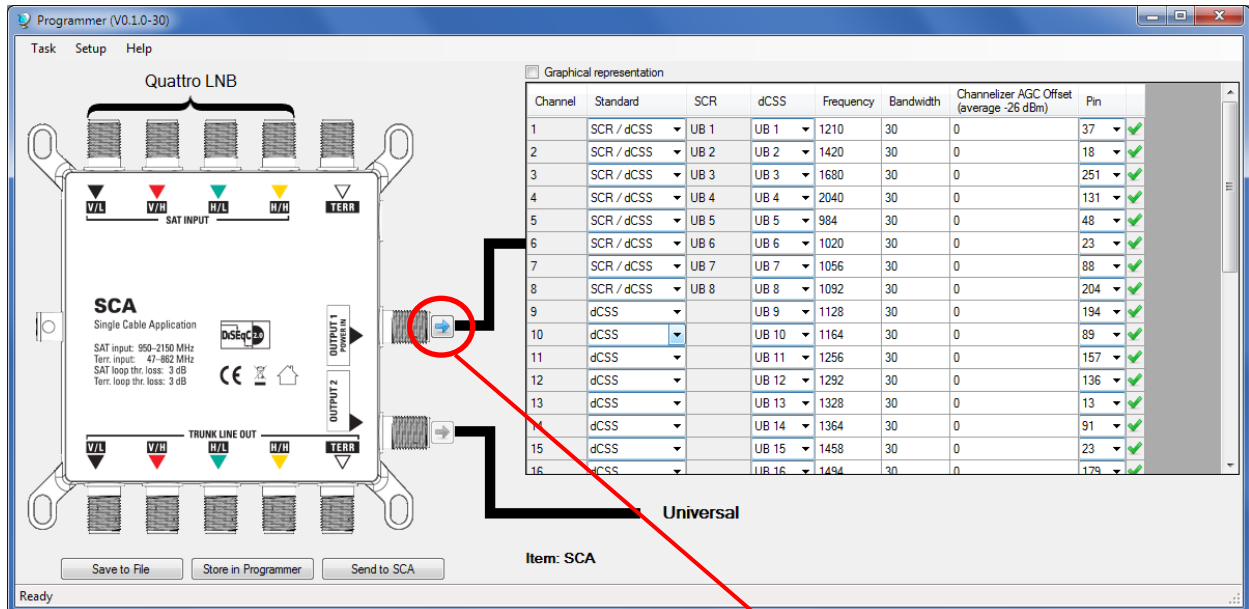 Programmer (V0.1.0-30)
Task Setup Help
Quattro LNB
V/L V/H H/L H/H TERR
SAT INPUT
SCA
Single Cable Application
DiSEqC 2.0
SAT input: 950–2150 MHz
Terr. input: 47–862 MHz
SAT loop thr. loss: 3 dB
Terr. loop thr. loss: 3 dB
CE
OUTPUT 1
POWER IN
OUTPUT 2
TRUNK LINE OUT
V/L V/H H/L H/H TERR
Graphical representation
Channel Standard SCR dCSS Frequency Bandwidth Channelizer AGC Offset (average -26 dBm) Pin
1 SCR / dCSS UB 1 UB 1 1210 30 0 37
2 SCR / dCSS UB 2 UB 2 1420 30 0 18
3 SCR / dCSS UB 3 UB 3 1680 30 0 251
4 SCR / dCSS UB 4 UB 4 2040 30 0 131
5 SCR / dCSS UB 5 UB 5 984 30 0 48
6 SCR / dCSS UB 6 UB 6 1020 30 0 23
7 SCR / dCSS UB 7 UB 7 1056 30 0 88
8 SCR / dCSS UB 8 UB 8 1092 30 0 204
9 dCSS UB 9 1128 30 0 194
10 dCSS UB 10 1164 30 0 89
11 dCSS UB 11 1256 30 0 157
12 dCSS UB 12 1292 30 0 136
13 dCSS UB 13 1328 30 0 13
14 dCSS UB 14 1364 30 0 91
15 dCSS UB 15 1458 30 0 23
16 dCSS UB 16 1494 30 0 179
Universal
Item: SCA
Save to File Store in Programmer Send to SCA
Ready